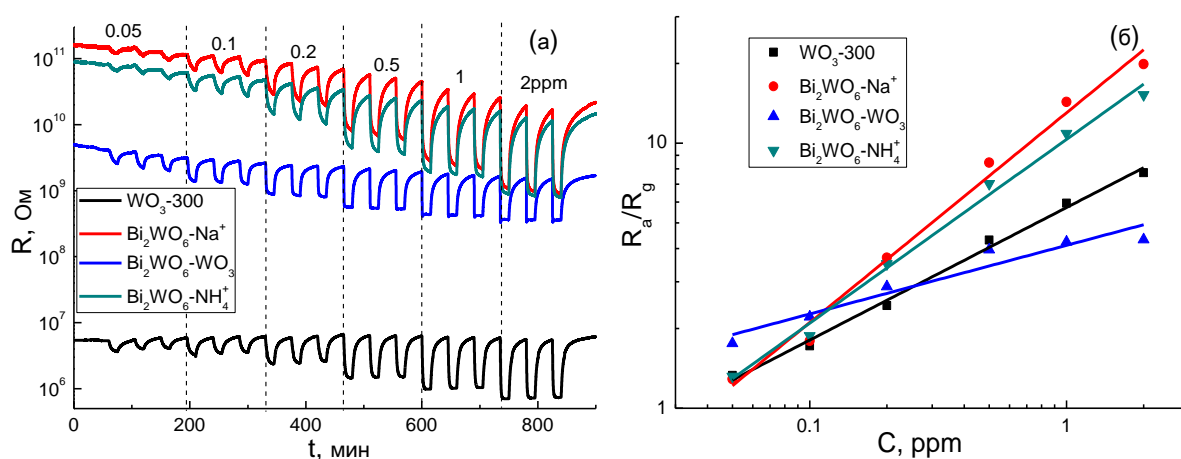 (а)
0.05
0.1
0.2
0.5
1
2ppm
10¹¹
10¹⁰
10⁹
10⁸
10⁷
10⁶
R, Ом
WO₃-300
Bi₂WO₆-Na⁺
Bi₂WO₆-WO₃
Bi₂WO₆-NH₄⁺
0
200
400
600
800
t, мин
(б)
WO₃-300
Bi₂WO₆-Na⁺
Bi₂WO₆-WO₃
Bi₂WO₆-NH₄⁺
10
1
Rₐ/R_g
0.1
1
C, ppm